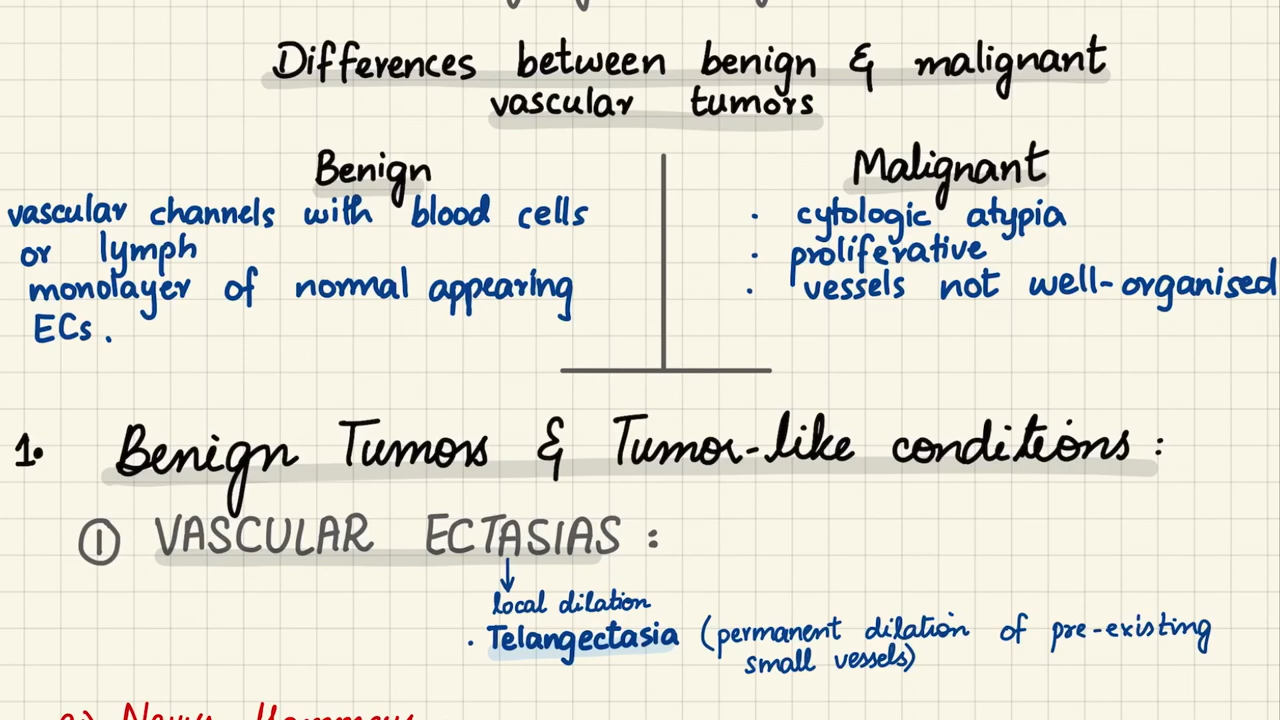 Differences between benign & malignant
vascular tumors
Benign
vascular channels with blood cells
or lymph
monolayer of normal appearing
ECs.
Malignant
· cytologic atypia
· proliferative
· vessels not well-organised
1. Benign Tumors & Tumor-like conditions :
① VASCULAR ECTASIAS :
↓
local dilation
· Telangectasia (permanent dilation of pre-existing
small vessels)